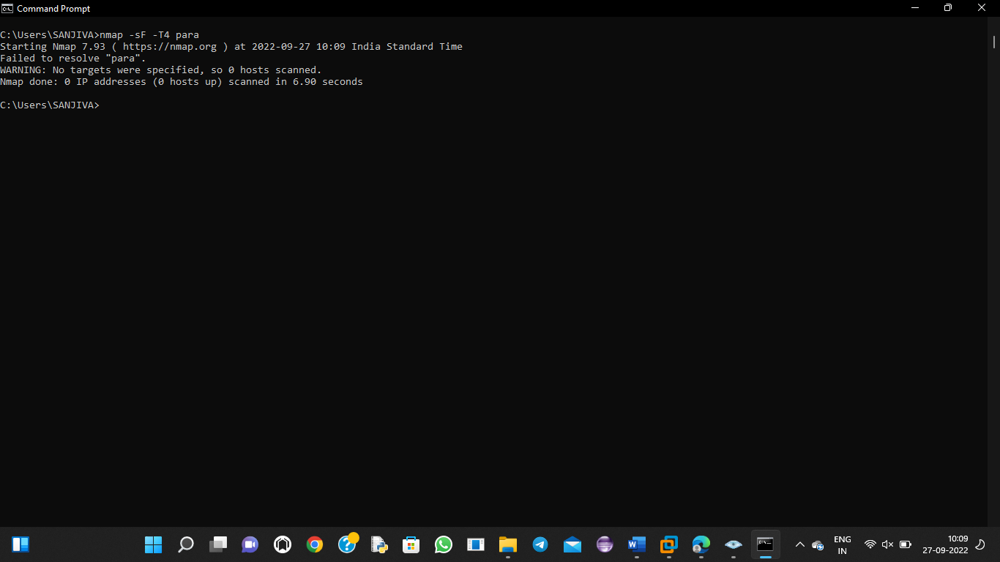 Command Prompt
C:\Users\SANJIVA>nmap -sF -T4 para
Starting Nmap 7.93 ( https://nmap.org ) at 2022-09-27 10:09 India Standard Time
Failed to resolve "para".
WARNING: No targets were specified, so 0 hosts scanned.
Nmap done: 0 IP addresses (0 hosts up) scanned in 6.90 seconds
C:\Users\SANJIVA>
ENG
IN
10:09
27-09-2022